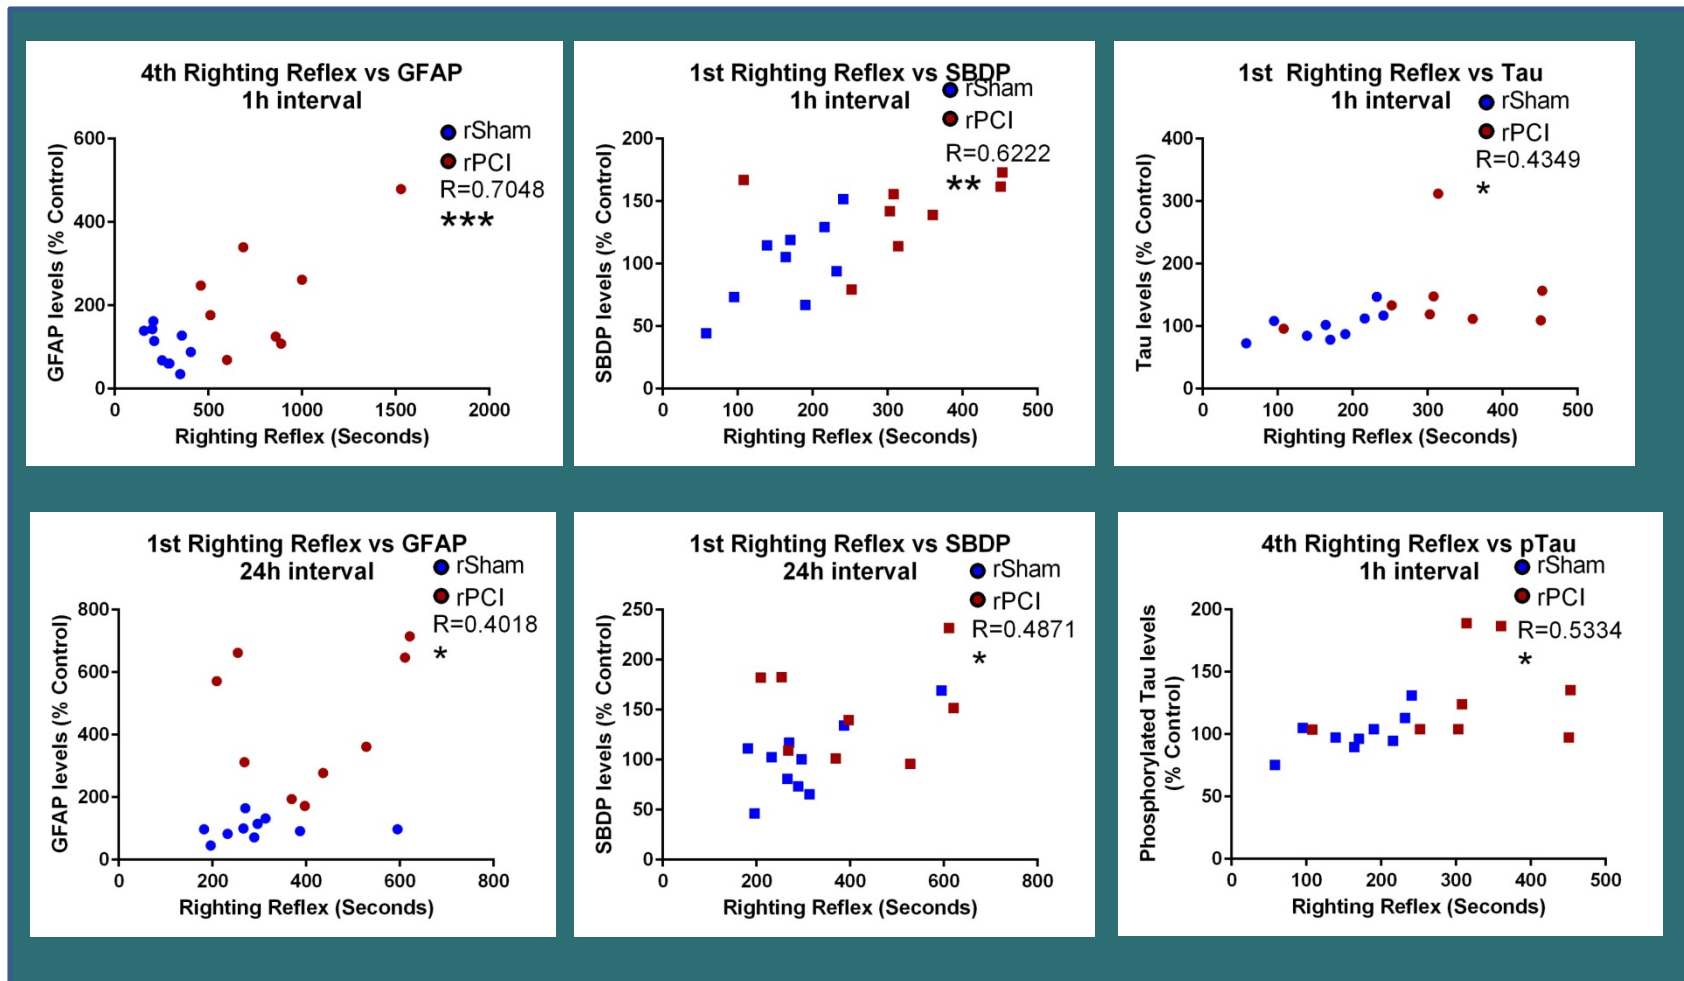 4th Righting Reflex vs GFAP
1h interval
rSham
rPCI
R=0.7048
***
GFAP levels (% Control)
600
400
200
0
0 500 1000 1500 2000
Righting Reflex (Seconds)
1st Righting Reflex vs SBDP
1h interval
rSham
rPCI
R=0.6222
**
SBDP levels (% Control)
200
150
100
50
0
0 100 200 300 400 500
Righting Reflex (Seconds)
1st Righting Reflex vs Tau
1h interval
rSham
rPCI
R=0.4349
*
Tau levels (% Control)
400
300
200
100
0
0 100 200 300 400 500
Righting Reflex (Seconds)
1st Righting Reflex vs GFAP
24h interval
rSham
rPCI
R=0.4018
*
GFAP levels (% Control)
800
600
400
200
0
0 200 400 600 800
Righting Reflex (Seconds)
1st Righting Reflex vs SBDP
24h interval
rSham
rPCI
R=0.4871
*
SBDP levels (% Control)
250
200
150
100
50
0
0 200 400 600 800
Righting Reflex (Seconds)
4th Righting Reflex vs pTau
1h interval
rSham
rPCI
R=0.5334
*
Phosphorylated Tau levels
(% Control)
200
150
100
50
0
0 100 200 300 400 500
Righting Reflex (Seconds)